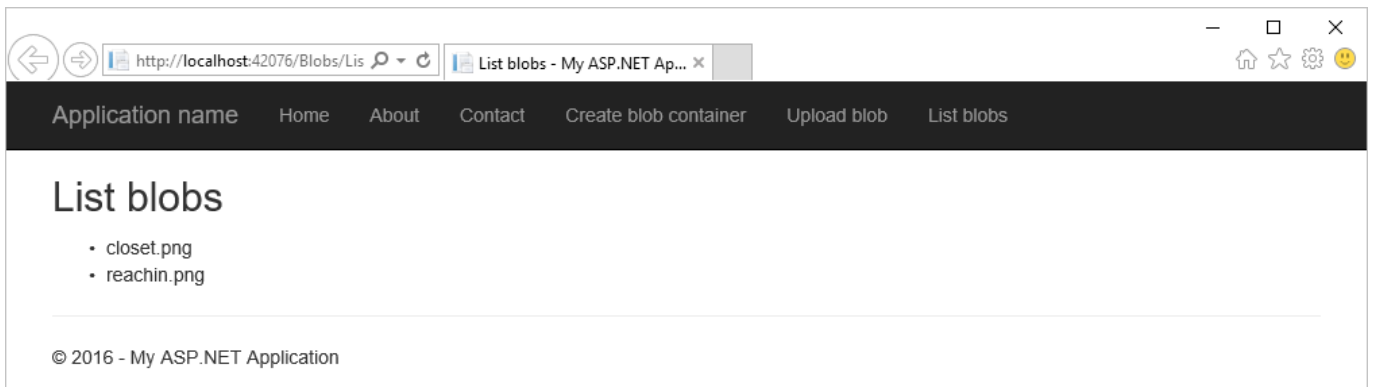 http://localhost:42076/Blobs/Lis
List blobs - My ASP.NET Ap...
Application name Home About Contact Create blob container Upload blob List blobs
List blobs
• closet.png
• reachin.png
© 2016 - My ASP.NET Application